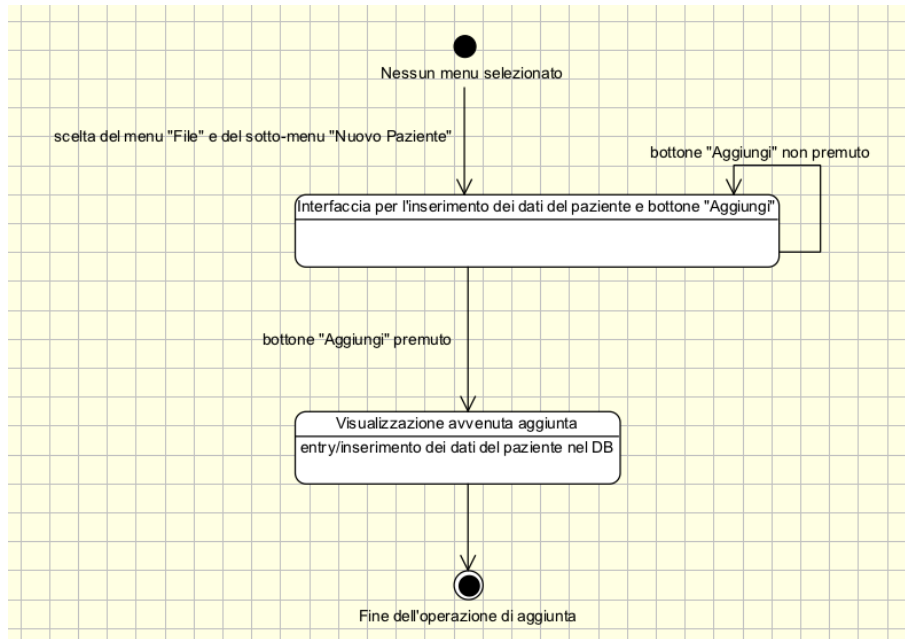 Nessun menu selezionato
scelta del menu "File" e del sotto-menu "Nuovo Paziente"
bottone "Aggiungi" non premuto
Interfaccia per l'inserimento dei dati del paziente e bottone "Aggiungi"
bottone "Aggiungi" premuto
Visualizzazione avvenuta aggiunta
entry/inserimento dei dati del paziente nel DB
Fine dell'operazione di aggiunta